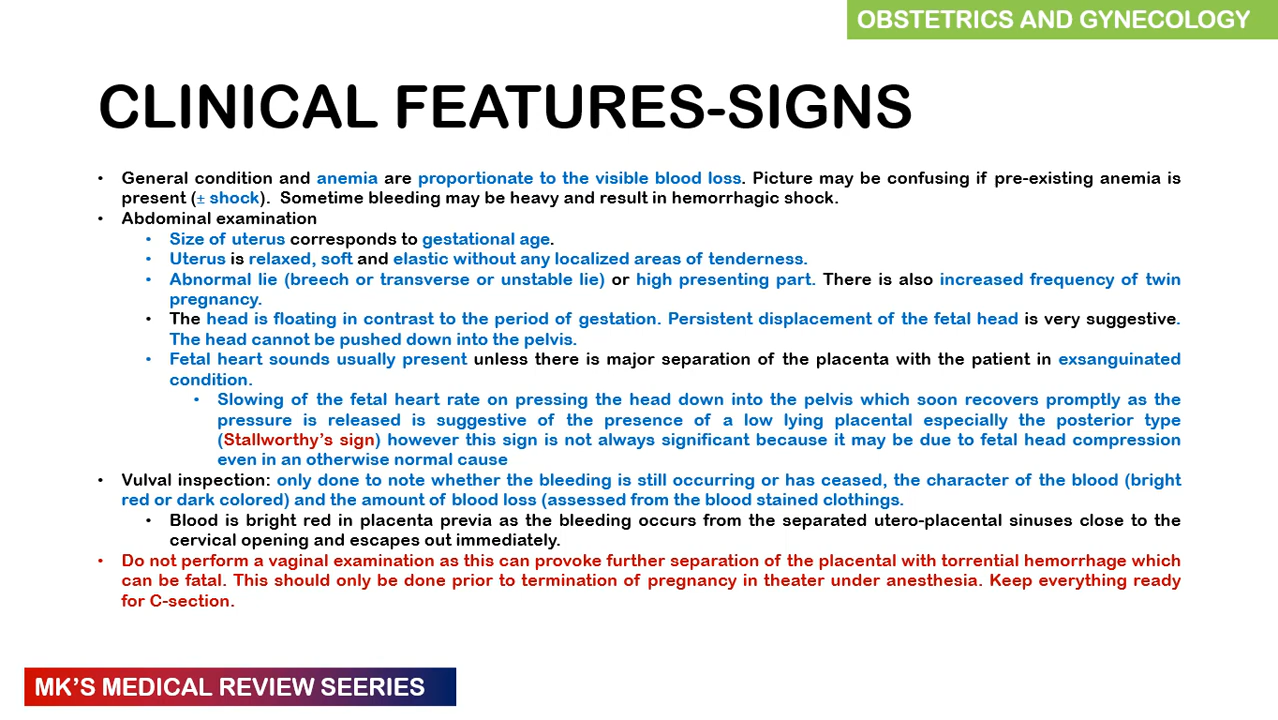 OBSTETRICS AND GYNECOLOGY
CLINICAL FEATURES-SIGNS
• General condition and anemia are proportionate to the visible blood loss. Picture may be confusing if pre-existing anemia is
present (± shock). Sometime bleeding may be heavy and result in hemorrhagic shock.
• Abdominal examination
• Size of uterus corresponds to gestational age.
• Uterus is relaxed, soft and elastic without any localized areas of tenderness.
• Abnormal lie (breech or transverse or unstable lie) or high presenting part. There is also increased frequency of twin
pregnancy.
• The head is floating in contrast to the period of gestation. Persistent displacement of the fetal head is very suggestive.
The head cannot be pushed down into the pelvis.
• Fetal heart sounds usually present unless there is major separation of the placenta with the patient in exsanguinated
condition.
• Slowing of the fetal heart rate on pressing the head down into the pelvis which soon recovers promptly as the
pressure is released is suggestive of the presence of a low lying placental especially the posterior type
(Stallworthy's sign) however this sign is not always significant because it may be due to fetal head compression
even in an otherwise normal cause
• Vulval inspection: only done to note whether the bleeding is still occurring or has ceased, the character of the blood (bright
red or dark colored) and the amount of blood loss (assessed from the blood stained clothings.
• Blood is bright red in placenta previa as the bleeding occurs from the separated utero-placental sinuses close to the
cervical opening and escapes out immediately.
• Do not perform a vaginal examination as this can provoke further separation of the placental with torrential hemorrhage which
can be fatal. This should only be done prior to termination of pregnancy in theater under anesthesia. Keep everything ready
for C-section.
MK'S MEDICAL REVIEW SEERIES